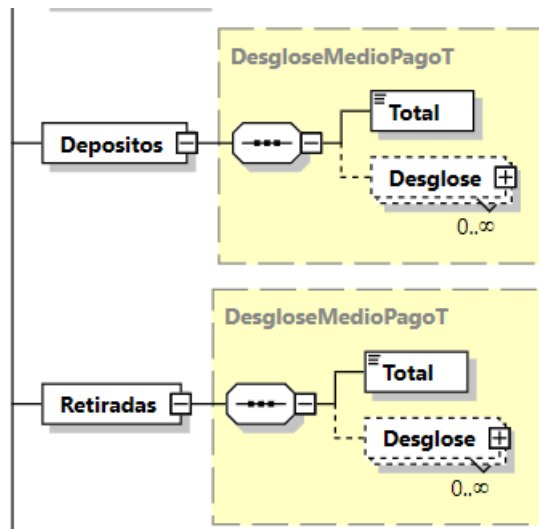 DesgloseMedioPagoT
Total
Depositos
Desglose
0..∞
DesgloseMedioPagoT
Total
Retiradas
Desglose
0..∞